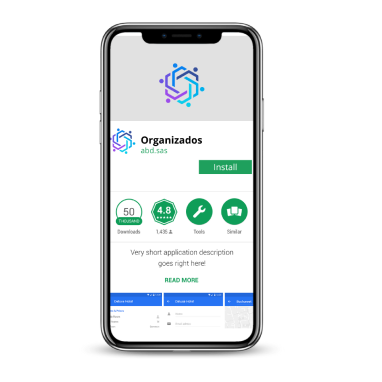 Organizados
abd.sas
Install
50
THOUSAND
4.8
Downloads
1,435
Tools
Similar
Very short application description
goes right here!
READ MORE